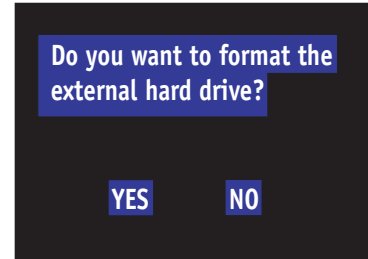 Do you want to format the
external hard drive?
YES NO